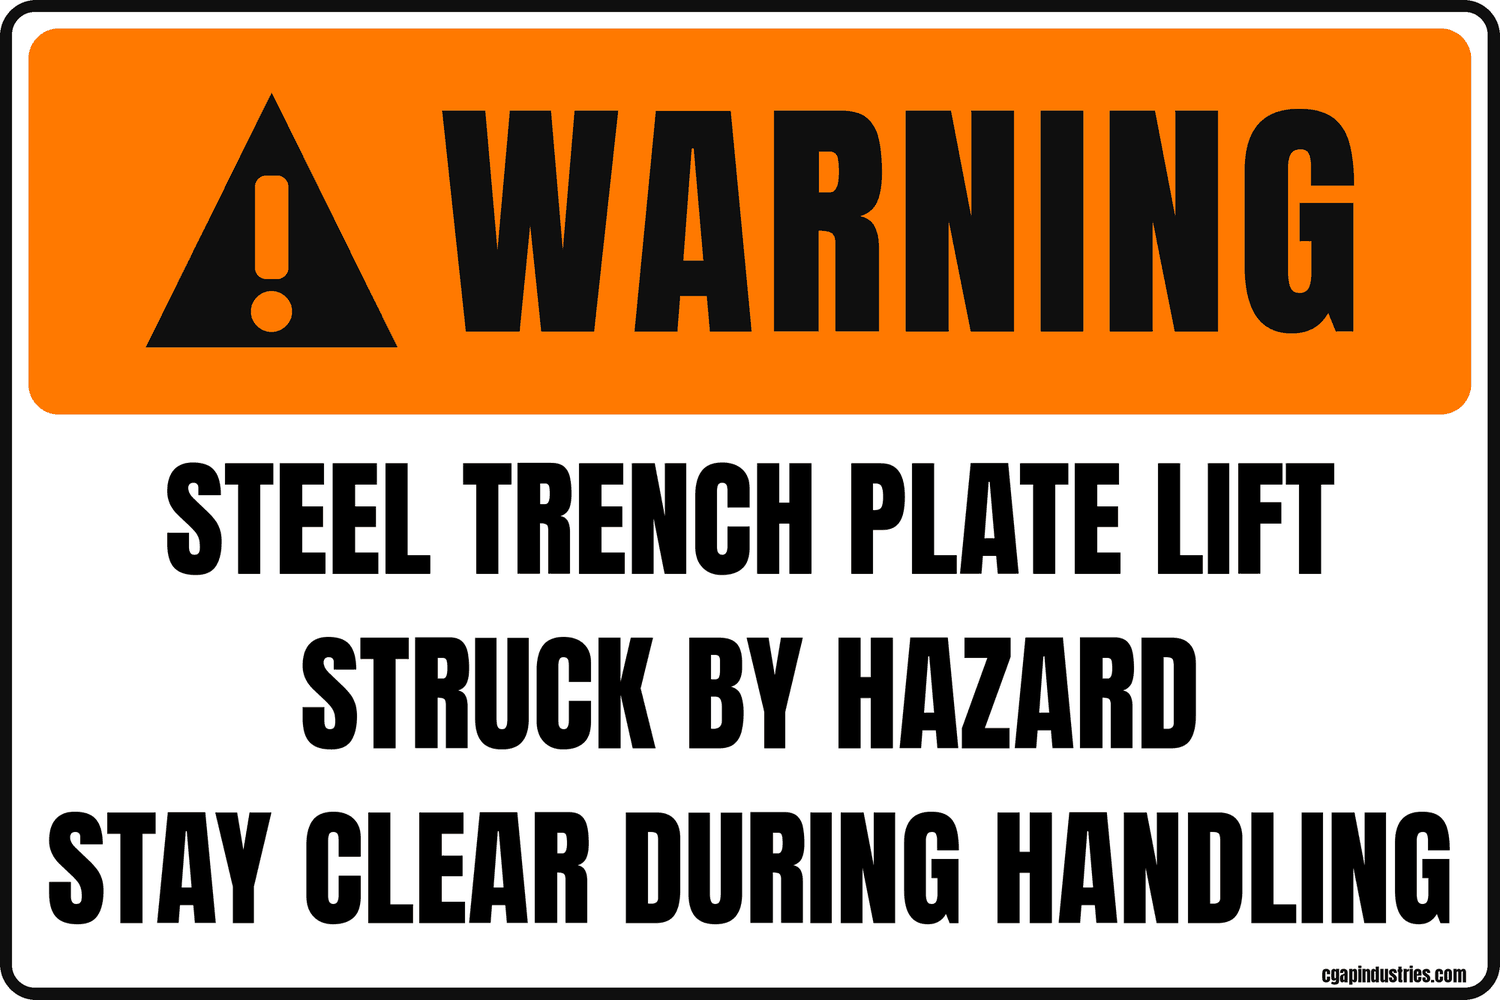 WARNING
STEEL TRENCH PLATE LIFT
STRUCK BY HAZARD
STAY CLEAR DURING HANDLING
cgapindustries.com